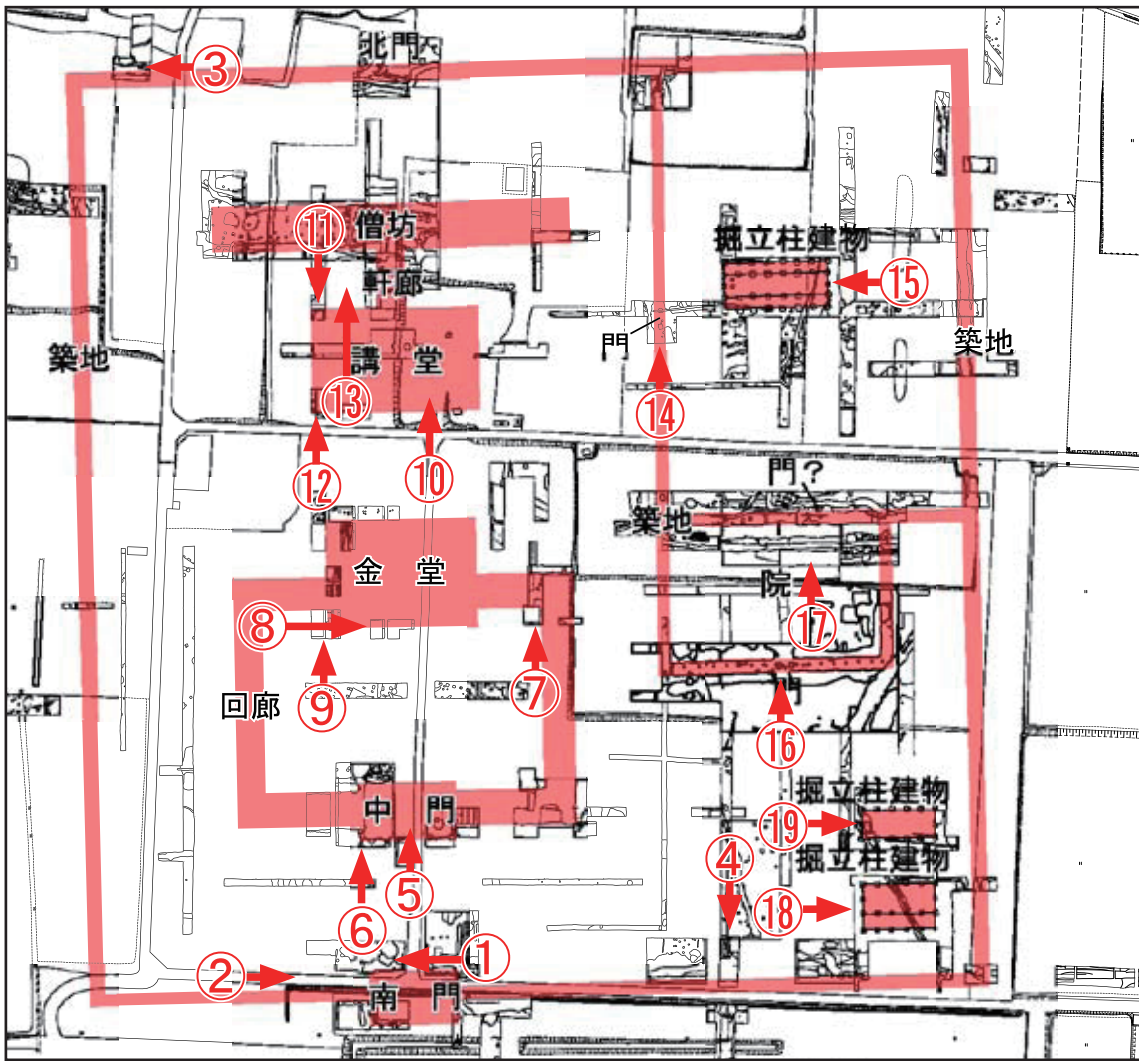 北門
③
⑪
僧坊
掘立柱建物
軒廊
⑮
門
築地
築地
講 堂
⑬
⑭
⑫
⑩
門？
築地
金 堂
院
⑧
⑰
⑨
⑦
回廊
門
⑯
掘立柱建物
中 門
⑲
④
掘立柱建物
⑤
⑥
⑱
①
②
南 門